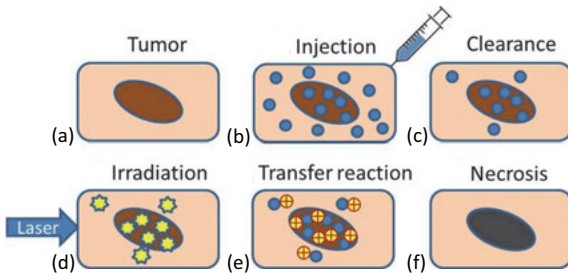 Tumor
Injection
Clearance
(a)
(b)
(c)
Irradiation
Transfer reaction
Necrosis
Laser
(d)
(e)
(f)